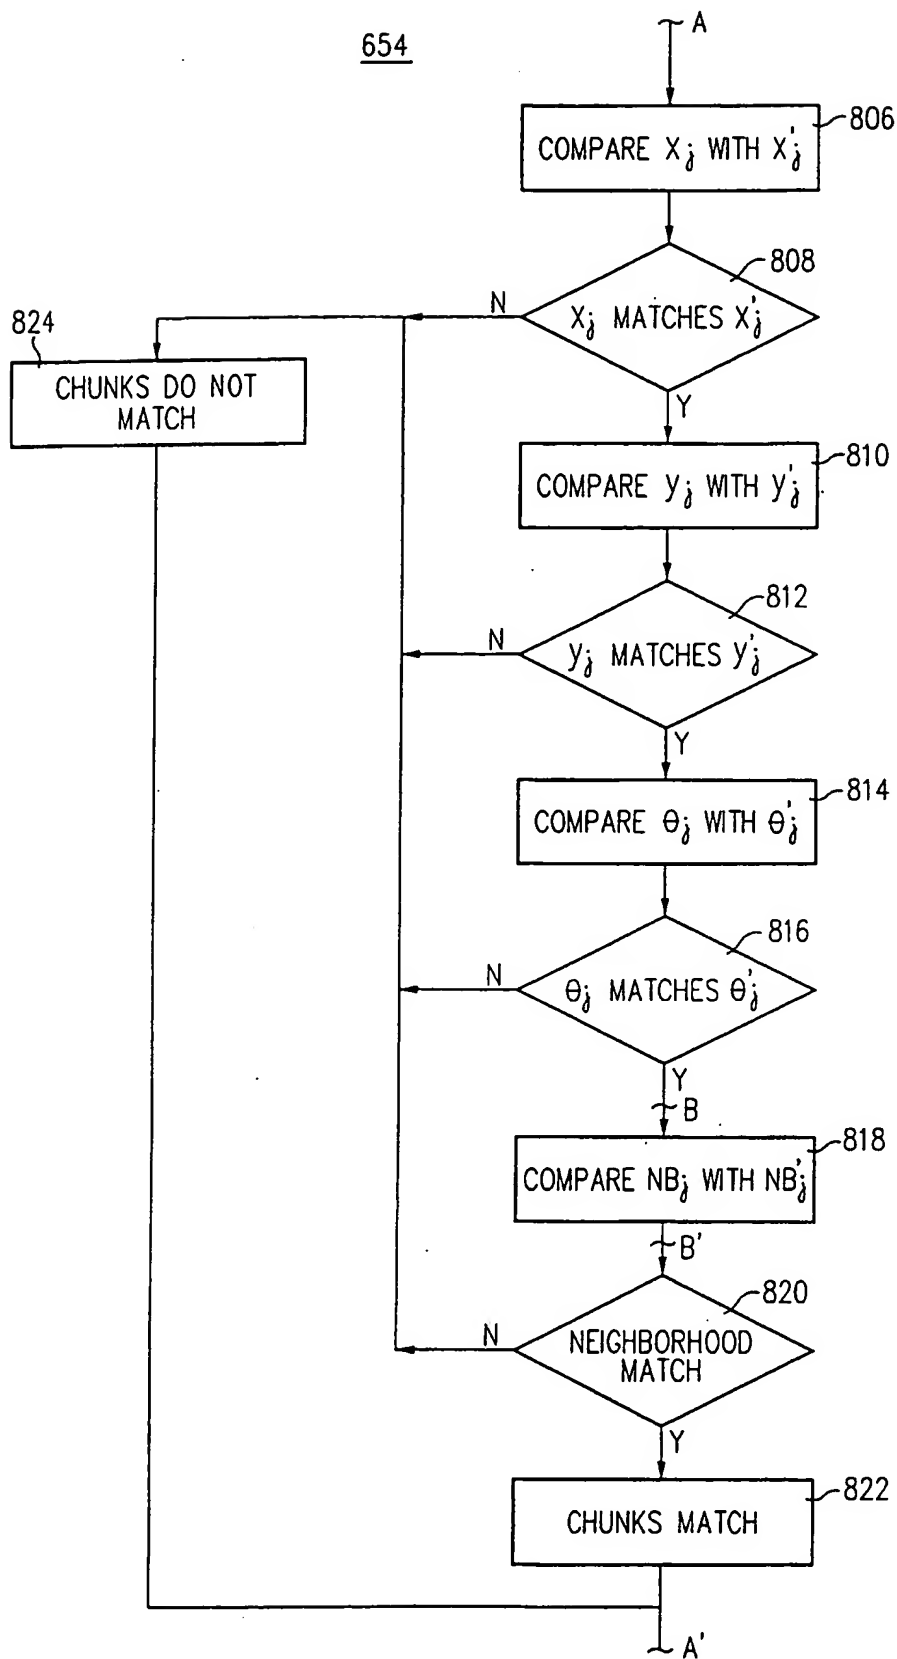 654
A
806
COMPARE Xj WITH X'j
808
Xj MATCHES X'j
N
824
CHUNKS DO NOT
MATCH
Y
810
COMPARE yj WITH y'j
812
yj MATCHES y'j
N
Y
814
COMPARE θj WITH θ'j
816
θj MATCHES θ'j
N
Y
B
818
COMPARE NBj WITH NB'j
B'
820
NEIGHBORHOOD
MATCH
N
Y
822
CHUNKS MATCH
A'